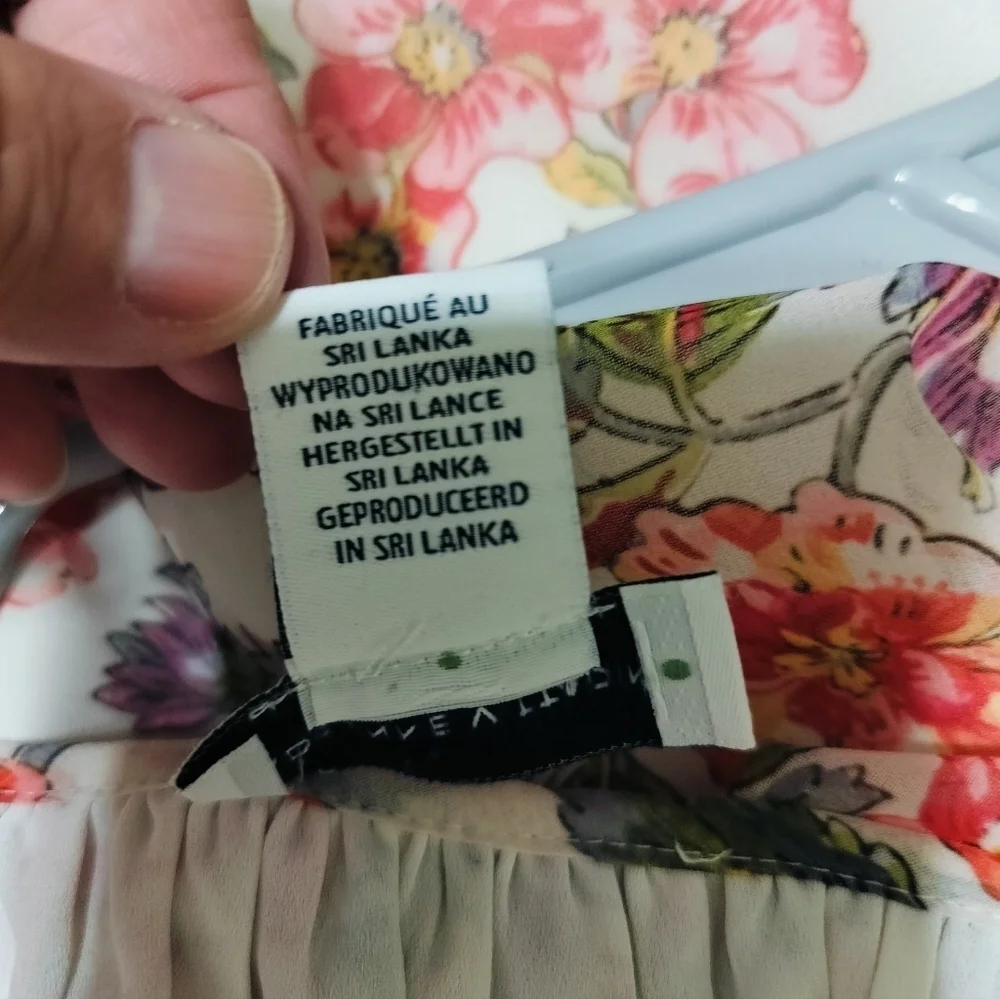 FABRIQUÉ AU
SRI LANKA
WYPRODUKOWANO
NA SRI LANCE
HERGESTELLT IN
SRI LANKA
GEPRODUCEERD
IN SRI LANKA